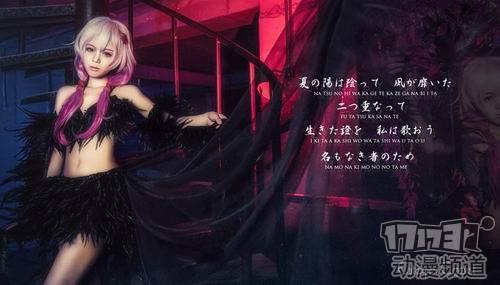 夏の陽は陰って 風が靡いた
NA TSU NO HI WA KA GE TE KA ZE GA NA BI I TA
二つ重なって
FU TA TSU KA SA NA TE
生きた證を 私は歌おう
I KI TA A KA SHI WO WA TA SHI WA U TA O U
名もなき者のため
NA MO NA KI MO NO NO TA ME
17173
动漫频道